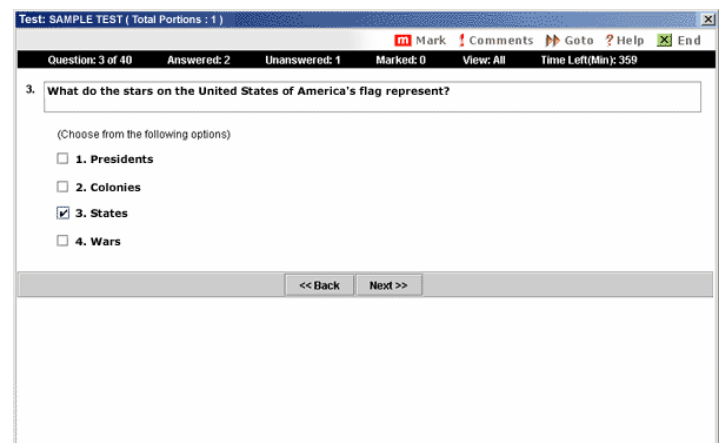 Test: SAMPLE TEST ( Total Portions : 1 )
m Mark ! Comments Goto ? Help X End
Question: 3 of 40 Answered: 2 Unanswered: 1 Marked: 0 View: All Time Left(Min): 359
3. What do the stars on the United States of America's flag represent?
(Choose from the following options)
1. Presidents
2. Colonies
3. States
4. Wars
<< Back Next >>